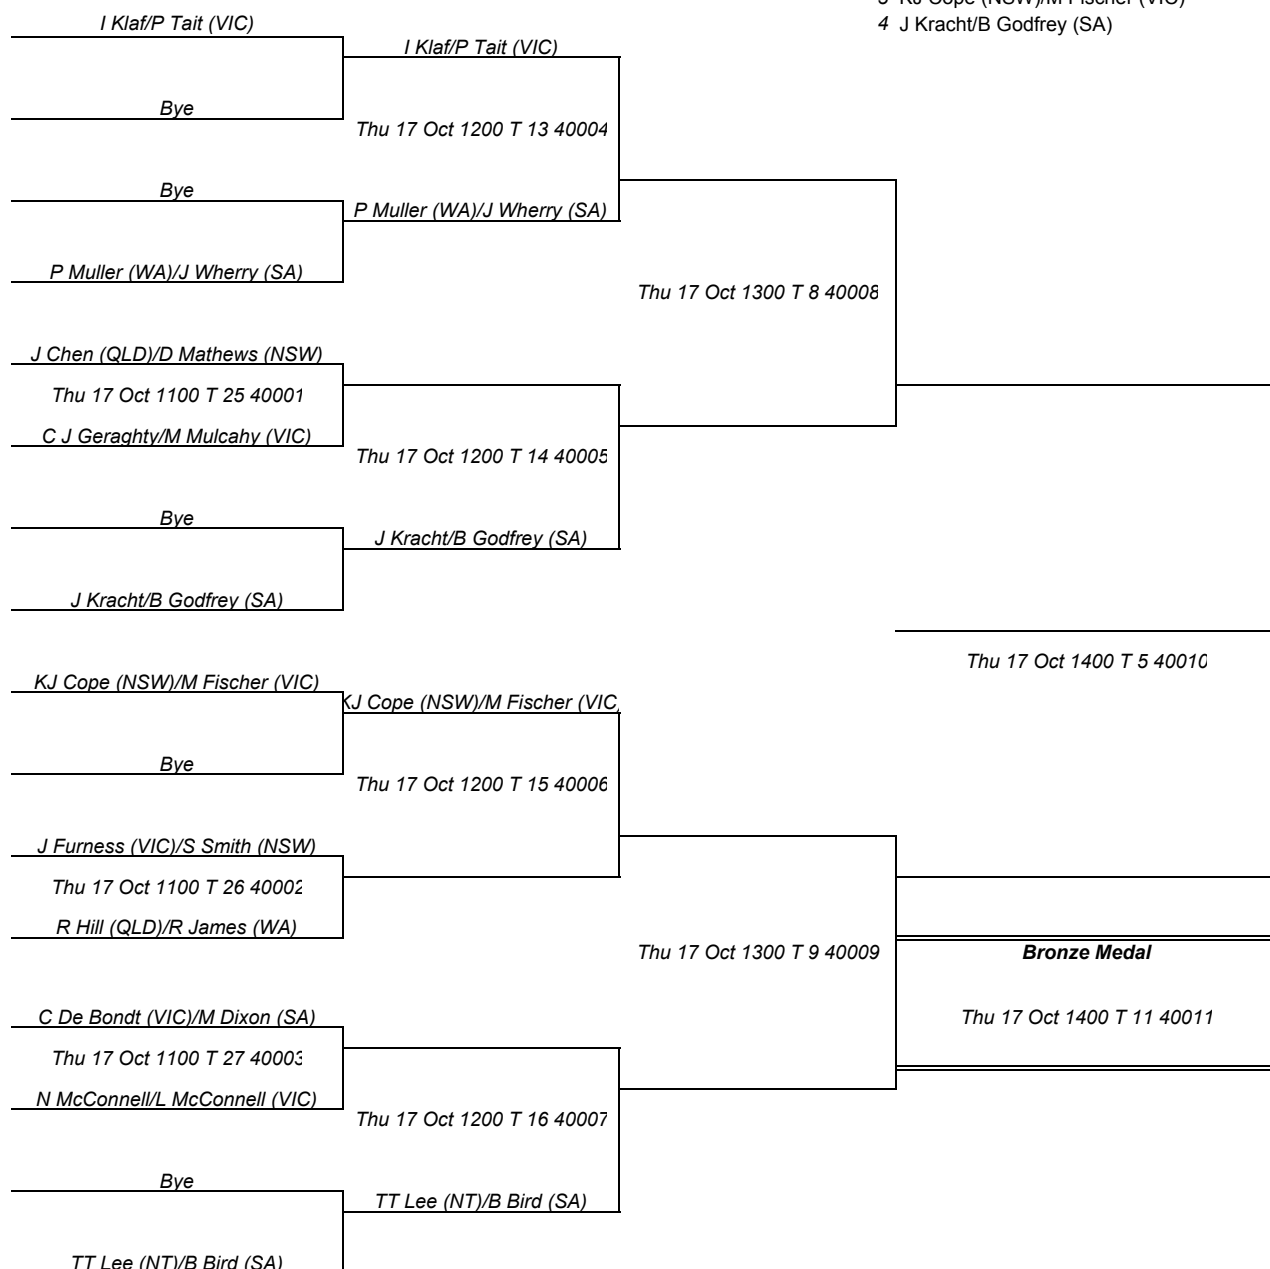 3 KJ Cope (NSW)/M Fischer (VIC)
4 J Kracht/B Godfrey (SA)
I Klaf/P Tait (VIC)
I Klaf/P Tait (VIC)
Bye
Thu 17 Oct 1200 T 13 40004
Bye
P Muller (WA)/J Wherry (SA)
P Muller (WA)/J Wherry (SA)
Thu 17 Oct 1300 T 8 40008
J Chen (QLD)/D Mathews (NSW)
Thu 17 Oct 1100 T 25 40001
C J Geraghty/M Mulcahy (VIC)
Thu 17 Oct 1200 T 14 40005
Bye
J Kracht/B Godfrey (SA)
J Kracht/B Godfrey (SA)
Thu 17 Oct 1400 T 5 40010
KJ Cope (NSW)/M Fischer (VIC)
KJ Cope (NSW)/M Fischer (VIC)
Bye
Thu 17 Oct 1200 T 15 40006
J Furness (VIC)/S Smith (NSW)
Thu 17 Oct 1100 T 26 40002
R Hill (QLD)/R James (WA)
Thu 17 Oct 1300 T 9 40009
Bronze Medal
C De Bondt (VIC)/M Dixon (SA)
Thu 17 Oct 1400 T 11 40011
Thu 17 Oct 1100 T 27 40003
N McConnell/L McConnell (VIC)
Thu 17 Oct 1200 T 16 40007
Bye
TT Lee (NT)/B Bird (SA)
TT Lee (NT)/B Bird (SA)